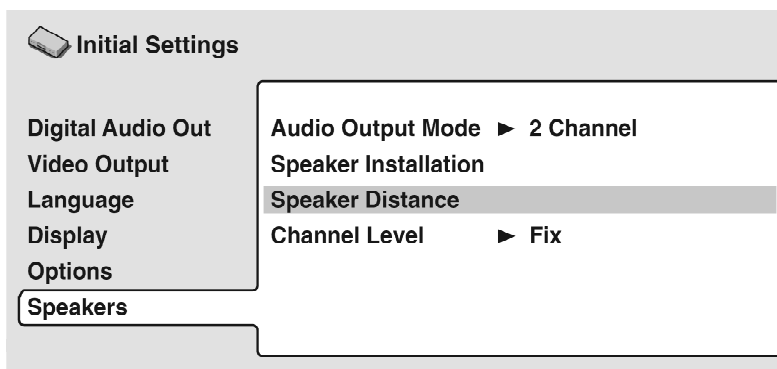 Initial Settings
Digital Audio Out
Video Output
Language
Display
Options
Speakers
Audio Output Mode ► 2 Channel
Speaker Installation
Speaker Distance
Channel Level ► Fix